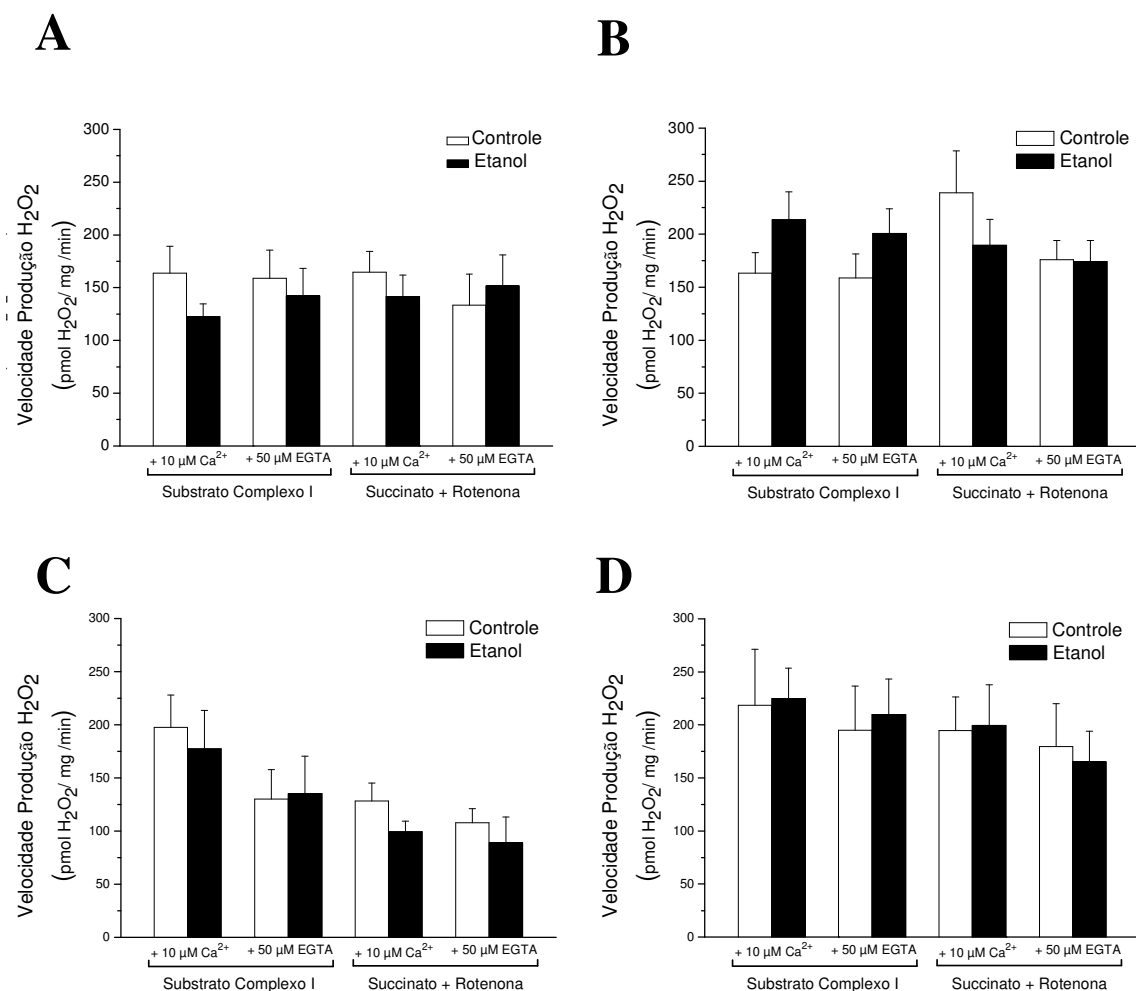 A
300
250
200
150
100
50
0
Velocidade Produção H2O2
(pmol H2O2/ mg /min)
Controle
Etanol
+ 10 µM Ca2+
+ 50 µM EGTA
+ 10 µM Ca2+
+ 50 µM EGTA
Substrato Complexo I
Succinato + Rotenona
B
300
250
200
150
100
50
0
Velocidade Produção H2O2
(pmol H2O2/ mg /min)
Controle
Etanol
+ 10 µM Ca2+
+ 50 µM EGTA
+ 10 µM Ca2+
+ 50 µM EGTA
Substrato Complexo I
Succinato + Rotenona
C
300
250
200
150
100
50
0
Velocidade Produção H2O2
(pmol H2O2/ mg /min)
Controle
Etanol
+ 10 µM Ca2+
+ 50 µM EGTA
+ 10 µM Ca2+
+ 50 µM EGTA
Substrato Complexo I
Succinato + Rotenona
D
300
250
200
150
100
50
0
Velocidade Produção H2O2
(pmol H2O2/ mg /min)
Controle
Etanol
+ 10 µM Ca2+
+ 50 µM EGTA
+ 10 µM Ca2+
+ 50 µM EGTA
Substrato Complexo I
Succinato + Rotenona